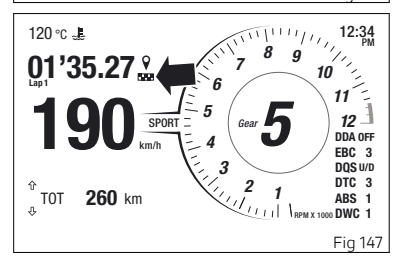 120 °C
12:34
PM
01'35.27
Lap1
190
km/h
SPORT
Gear 5
1
2
3
4
5
6
7
8
9
10
11
12
RPM X 1000
DDA OFF
EBC 3
DQS U/D
DTC 3
ABS 1
DWC 1
TOT 260 km
Fig 147